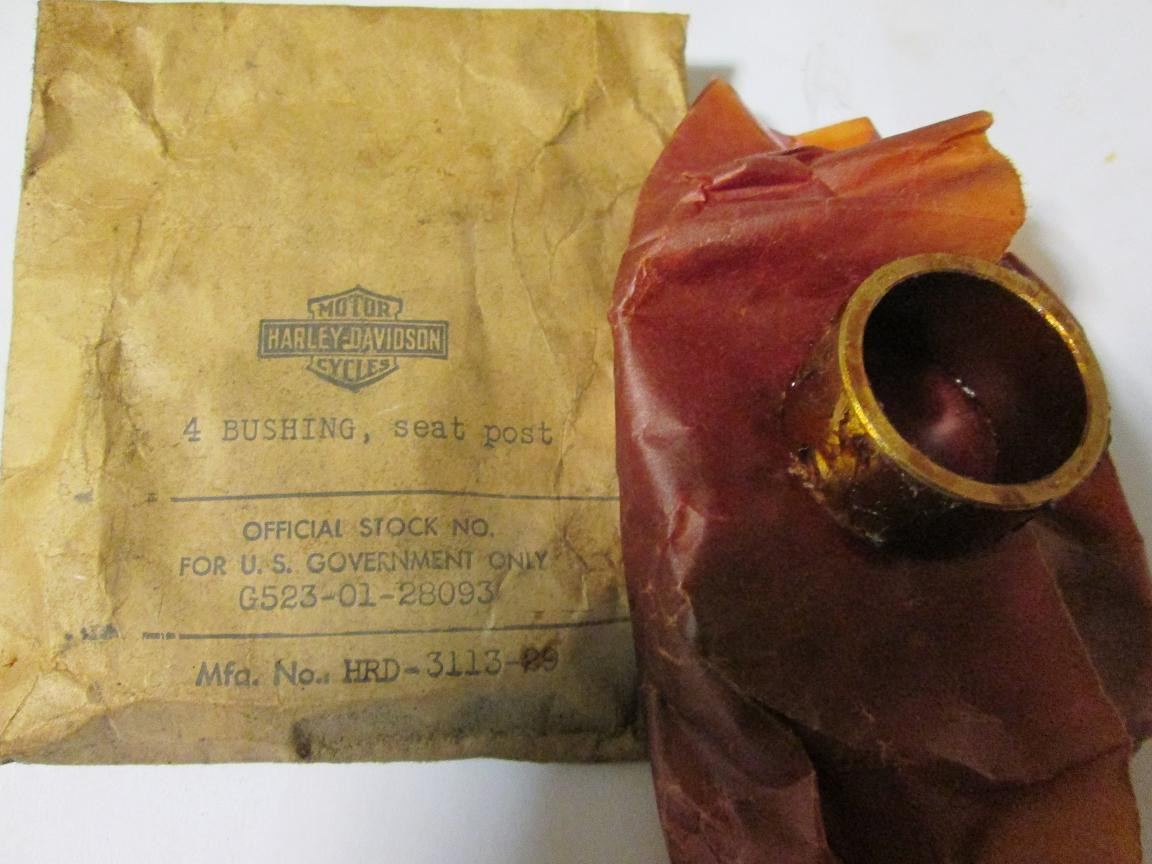 MOTOR
HARLEY-DAVIDSON
CYCLES
4 BUSHING, seat post
OFFICIAL STOCK NO.
FOR U. S. GOVERNMENT ONLY
G523-01-28093
Mfg. No.: HRD-3113-29